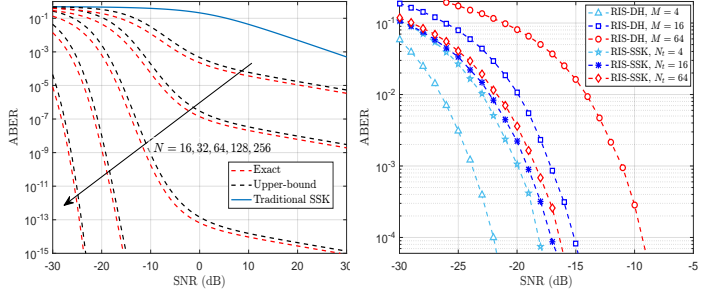 10^{-1}
10^{-3}
10^{-5}
10^{-7}
10^{-9}
10^{-11}
10^{-13}
10^{-15}
ABER
N = 16, 32, 64, 128, 256
Exact
Upper-bound
Traditional SSK
-30 -20 -10 0 10 20 30
SNR (dB)
10^{-1}
10^{-2}
10^{-3}
10^{-4}
ABER
RIS-DH, M = 4
RIS-DH, M = 16
RIS-DH, M = 64
RIS-SSK, N_t = 4
RIS-SSK, N_t = 16
RIS-SSK, N_t = 64
-30 -25 -20 -15 -10 -5
SNR (dB)